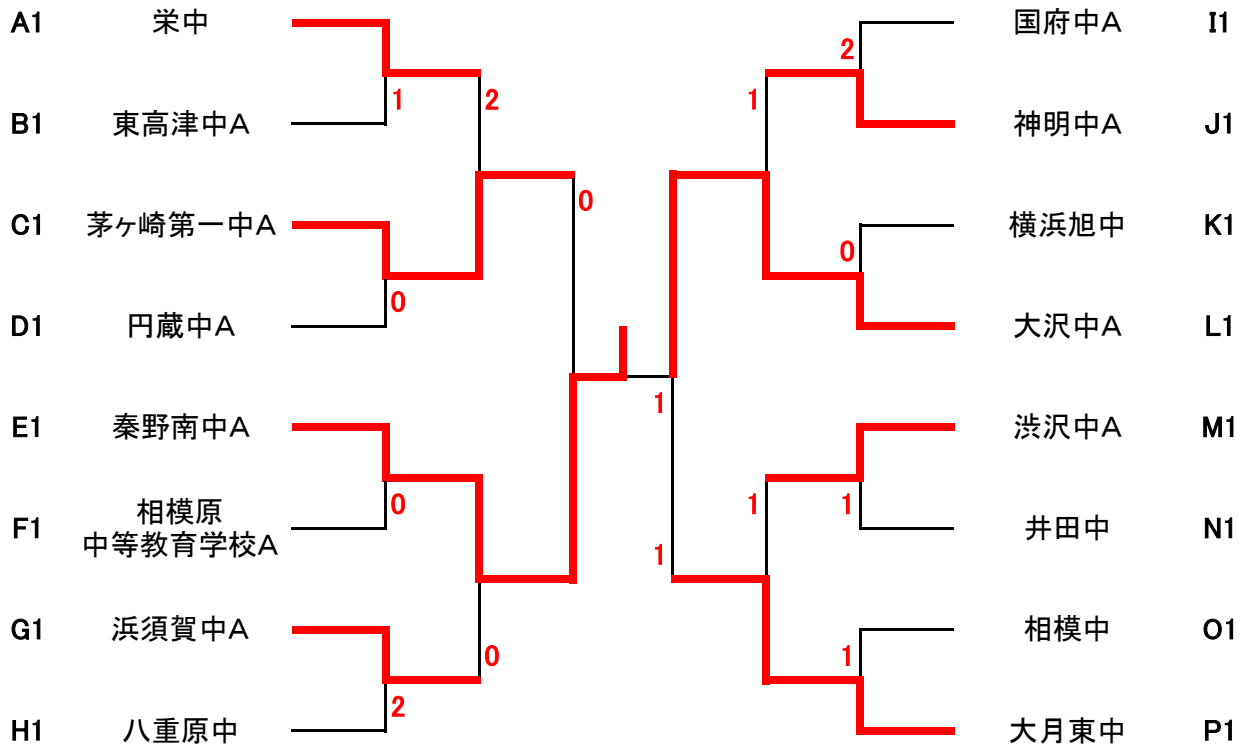 A1 栄中
国府中A I1
2
1 2 1
B1 東高津中A
神明中A J1
0
C1 茅ヶ崎第一中A
横浜旭中 K1
0
0
D1 円蔵中A
大沢中A L1
1
E1 秦野南中A
渋沢中A M1
0 1 1
F1 相模原
中等教育学校A
井田中 N1
1
G1 浜須賀中A
相模中 O1
0 1
2
H1 八重原中
大月東中 P1